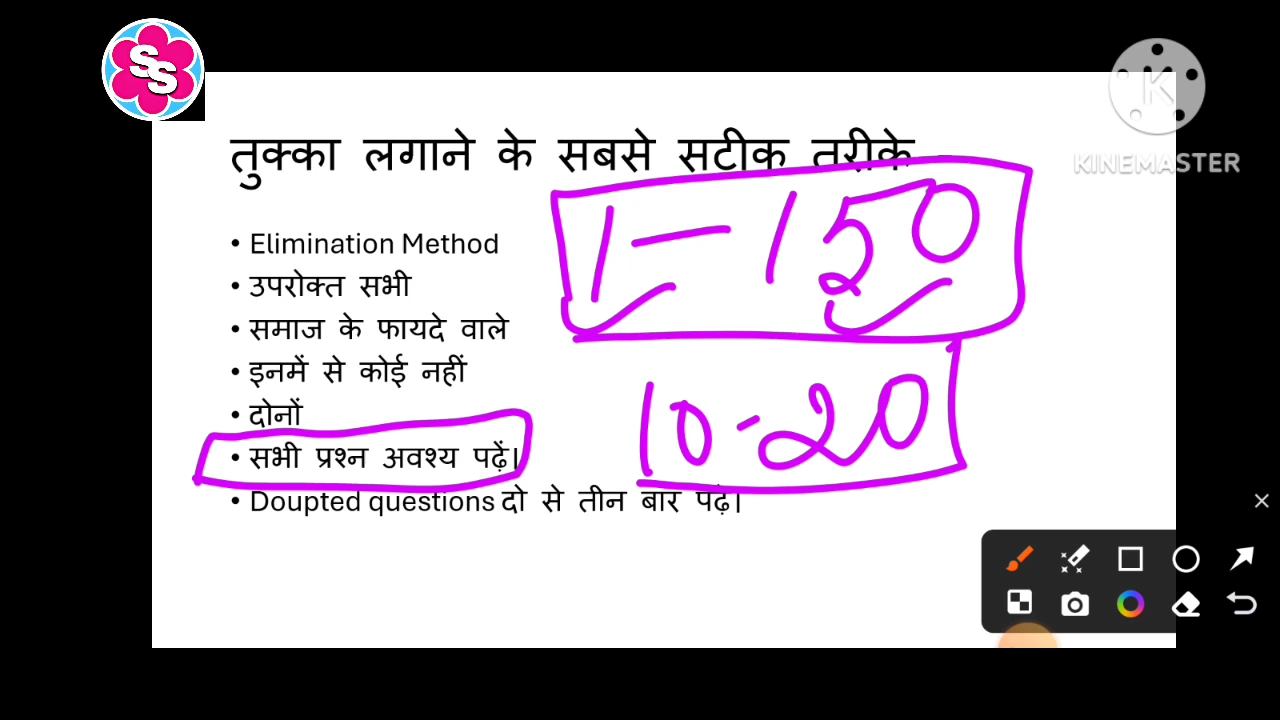 SS
KINEMASTER
तुक्का लगाने के सबसे सटीक तरीके
1 - 150
• Elimination Method
• उपरोक्त सभी
• समाज के फायदे वाले
• इनमें से कोई नहीं
10 - 20
• दोनों
• सभी प्रश्न अवश्य पढ़ें।
• Doupted questions दो से तीन बार पढ़ें।